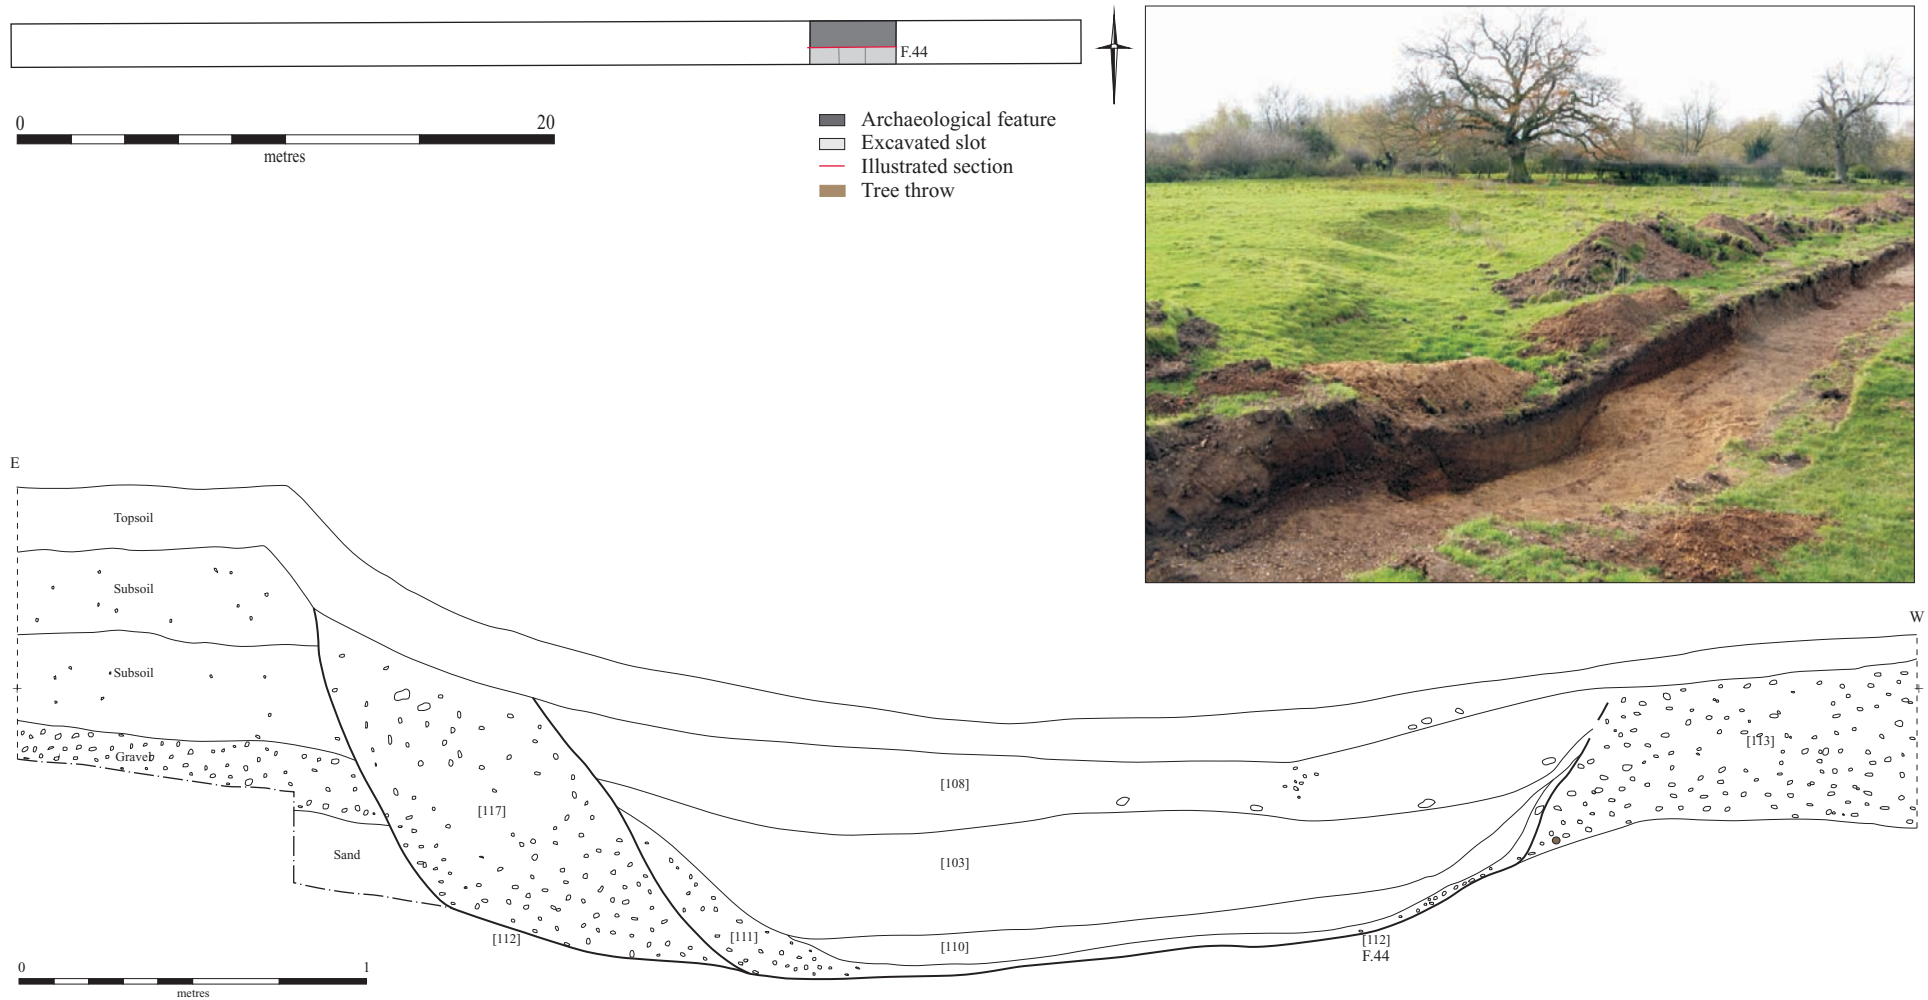 F.44
0 20
metres
Archaeological feature
Excavated slot
Illustrated section
Tree throw
E
W
Topsoil
Subsoil
Subsoil
Gravel
Sand
[117]
[112]
[111]
[108]
[103]
[110]
[112]
F.44
[113]
0 1
metres